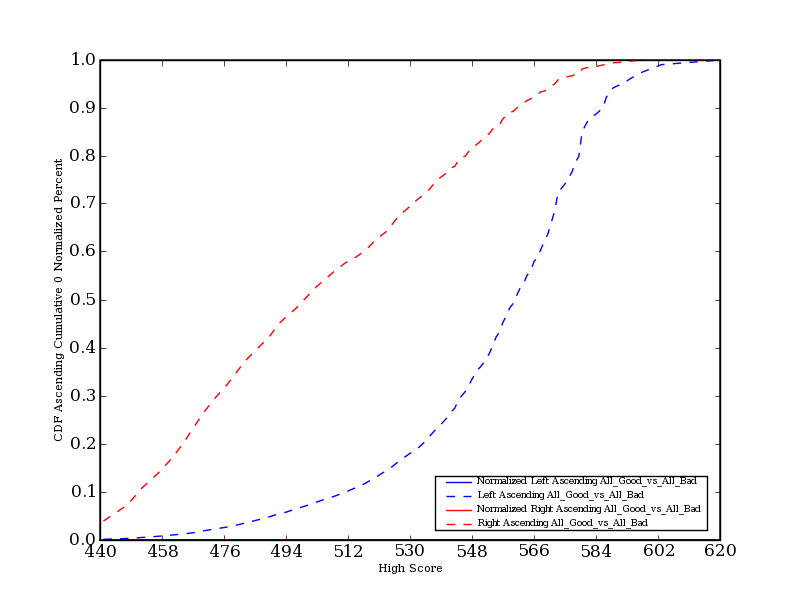 1.0
0.9
0.8
0.7
0.6
0.5
0.4
0.3
0.2
0.1
0.0
CDF Ascending Cumulative 0 Normalized Percent
Normalized Left Ascending All_Good_vs_All_Bad
Left Ascending All_Good_vs_All_Bad
Normalized Right Ascending All_Good_vs_All_Bad
Right Ascending All_Good_vs_All_Bad
440 458 476 494 512 530 548 566 584 602 620
High Score